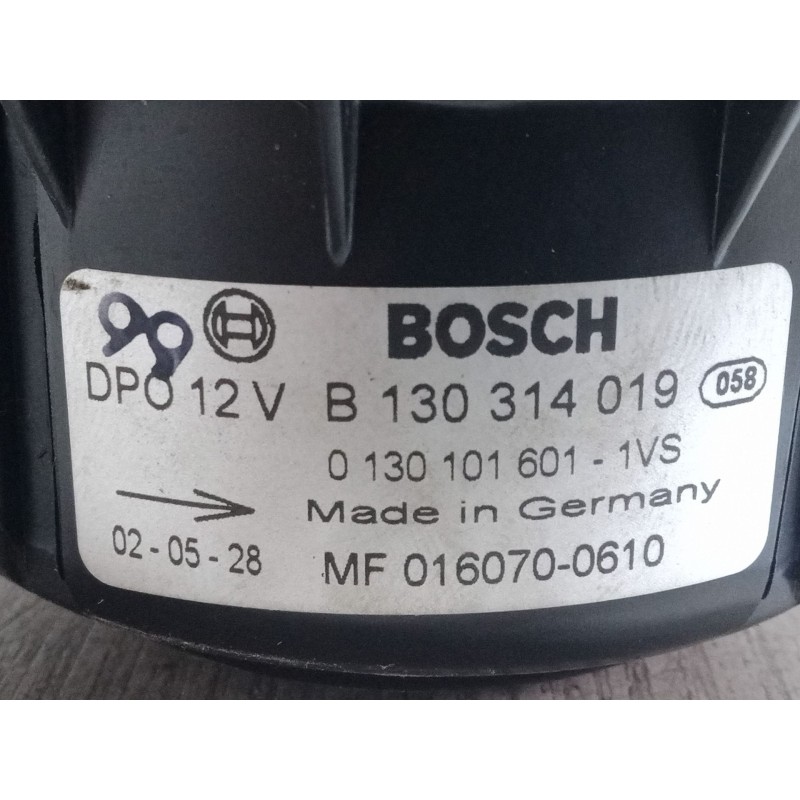 99 BOSCH
DPO 12 V B 130 314 019 058
0 130 101 601 - 1VS
Made in Germany
02 - 05 - 28 MF 016070-0610